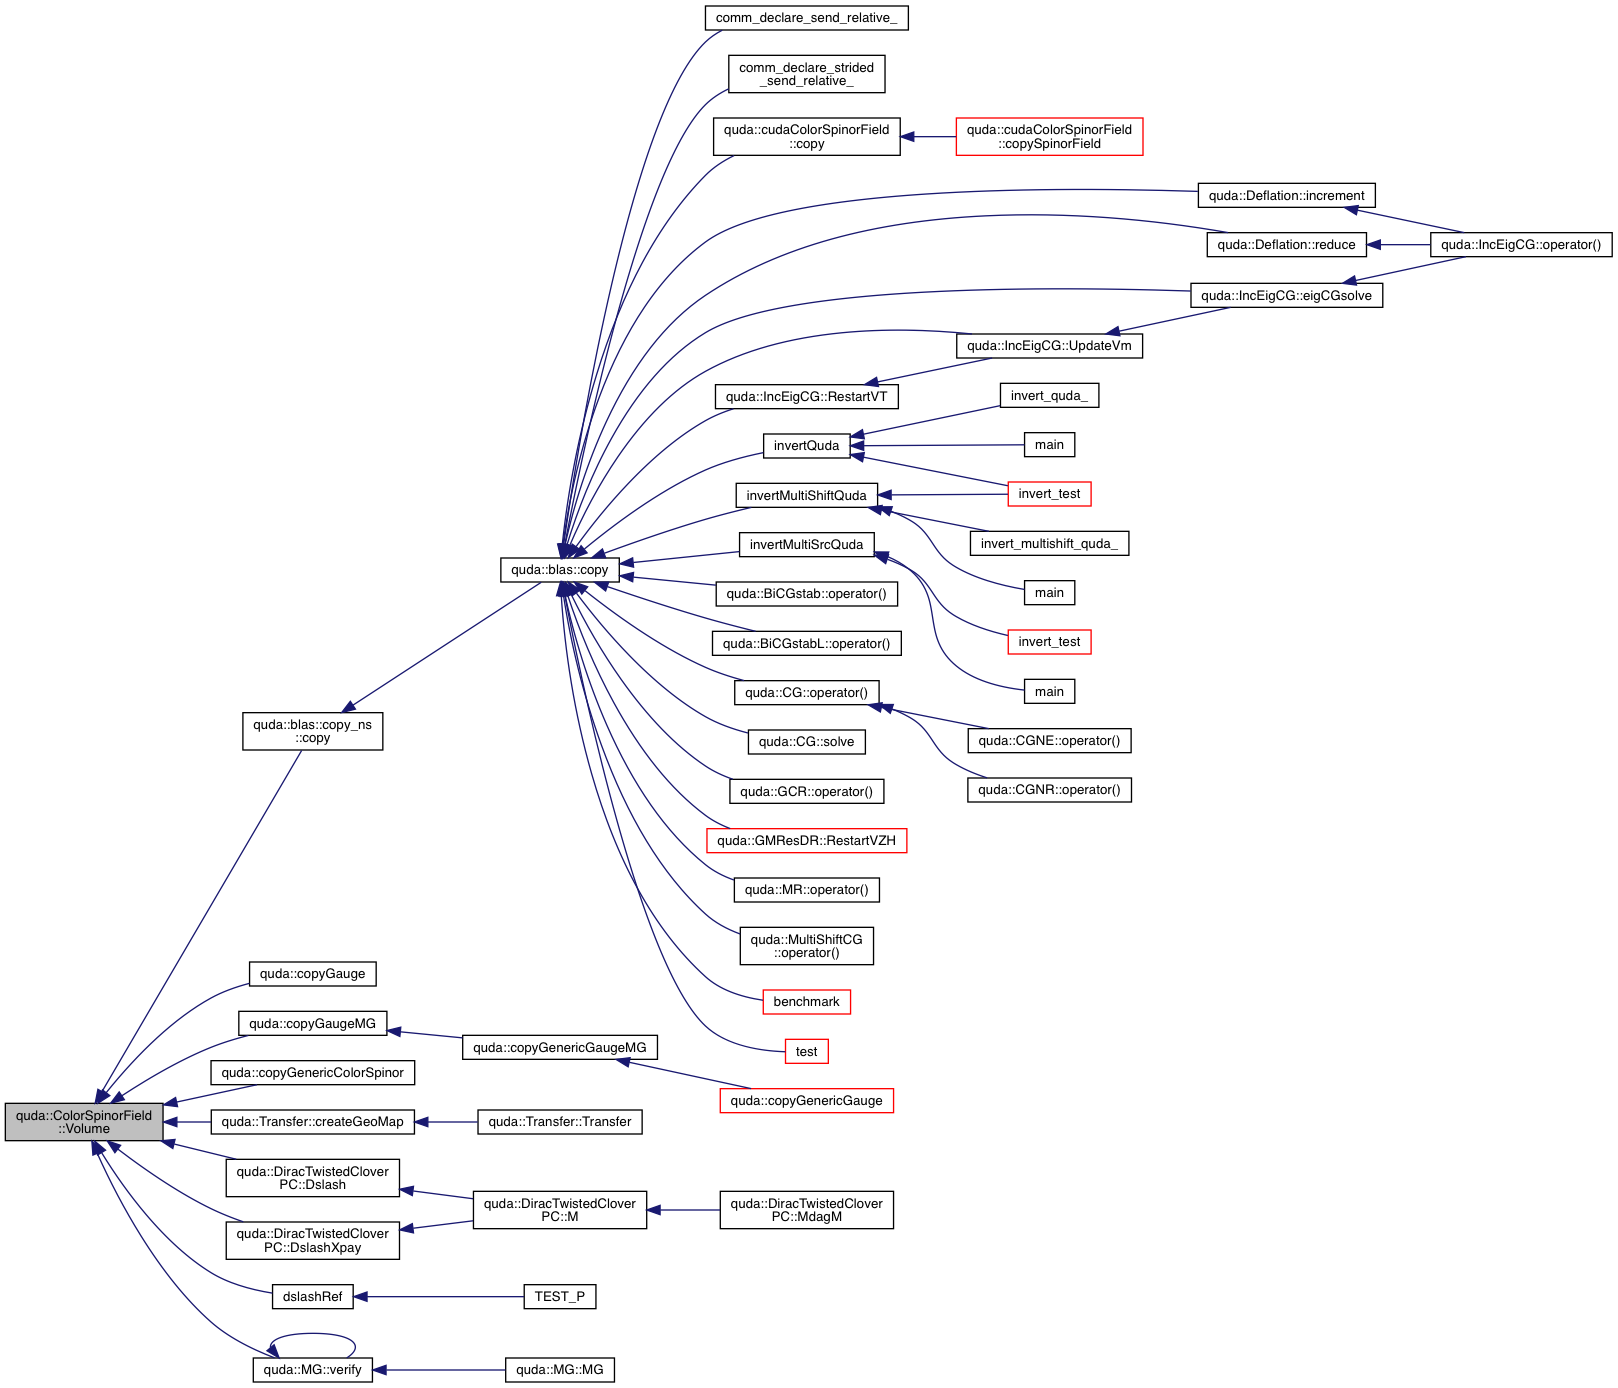 comm_declare_send_relative_
comm_declare_strided
_send_relative_
quda::cudaColorSpinorField
::copy
quda::cudaColorSpinorField
::copySpinorField
quda::Deflation::increment
quda::Deflation::reduce
quda::IncEigCG::operator()
quda::IncEigCG::eigCGsolve
quda::IncEigCG::UpdateVm
quda::IncEigCG::RestartVT
invert_quda_
invertQuda
main
invertMultiShiftQuda
invert_test
invertMultiSrcQuda
invert_multishift_quda_
quda::blas::copy
quda::BiCGstab::operator()
main
quda::BiCGstabL::operator()
invert_test
quda::CG::operator()
main
quda::blas::copy_ns
::copy
quda::CG::solve
quda::CGNE::operator()
quda::GCR::operator()
quda::CGNR::operator()
quda::GMResDR::RestartVZH
quda::MR::operator()
quda::MultiShiftCG
::operator()
quda::copyGauge
benchmark
quda::copyGaugeMG
quda::copyGenericGaugeMG
test
quda::copyGenericColorSpinor
quda::copyGenericGauge
quda::ColorSpinorField
::Volume
quda::Transfer::createGeoMap
quda::Transfer::Transfer
quda::DiracTwistedClover
PC::Dslash
quda::DiracTwistedClover
PC::M
quda::DiracTwistedClover
PC::MdagM
quda::DiracTwistedClover
PC::DslashXpay
dslashRef
TEST_P
quda::MG::verify
quda::MG::MG